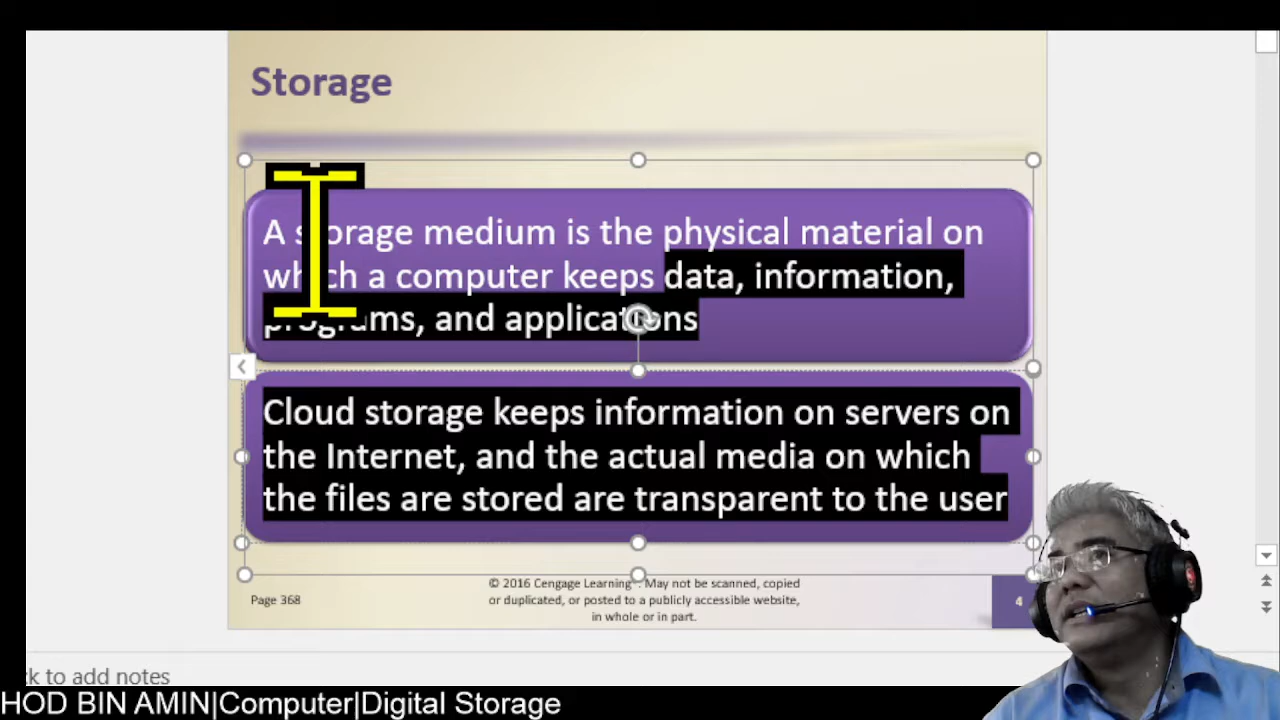 Storage
A storage medium is the physical material on
which a computer keeps data, information,
programs, and applications
Cloud storage keeps information on servers on
the Internet, and the actual media on which
the files are stored are transparent to the user
© 2016 Cengage Learning®. May not be scanned, copied
or duplicated, or posted to a publicly accessible website,
in whole or in part.
Page 368
4
ck to add notes
HOD BIN AMIN|Computer|Digital Storage